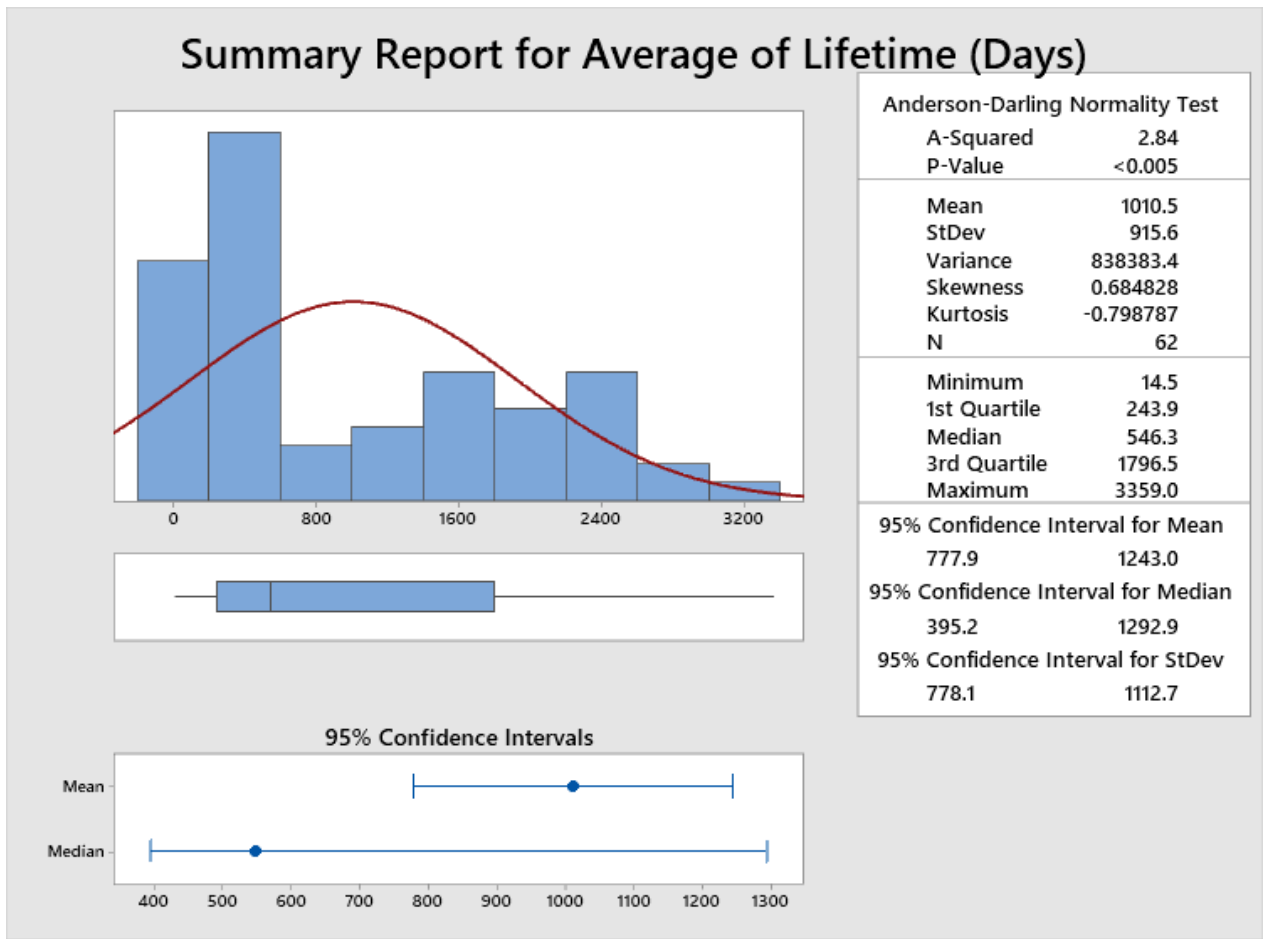 Summary Report for Average of Lifetime (Days)
Anderson-Darling Normality Test
A-Squared 2.84
P-Value <0.005
Mean 1010.5
StDev 915.6
Variance 838383.4
Skewness 0.684828
Kurtosis -0.798787
N 62
Minimum 14.5
1st Quartile 243.9
Median 546.3
3rd Quartile 1796.5
Maximum 3359.0
95% Confidence Interval for Mean
777.9 1243.0
95% Confidence Interval for Median
395.2 1292.9
95% Confidence Interval for StDev
778.1 1112.7
0 800 1600 2400 3200
95% Confidence Intervals
Mean
Median
400 500 600 700 800 900 1000 1100 1200 1300